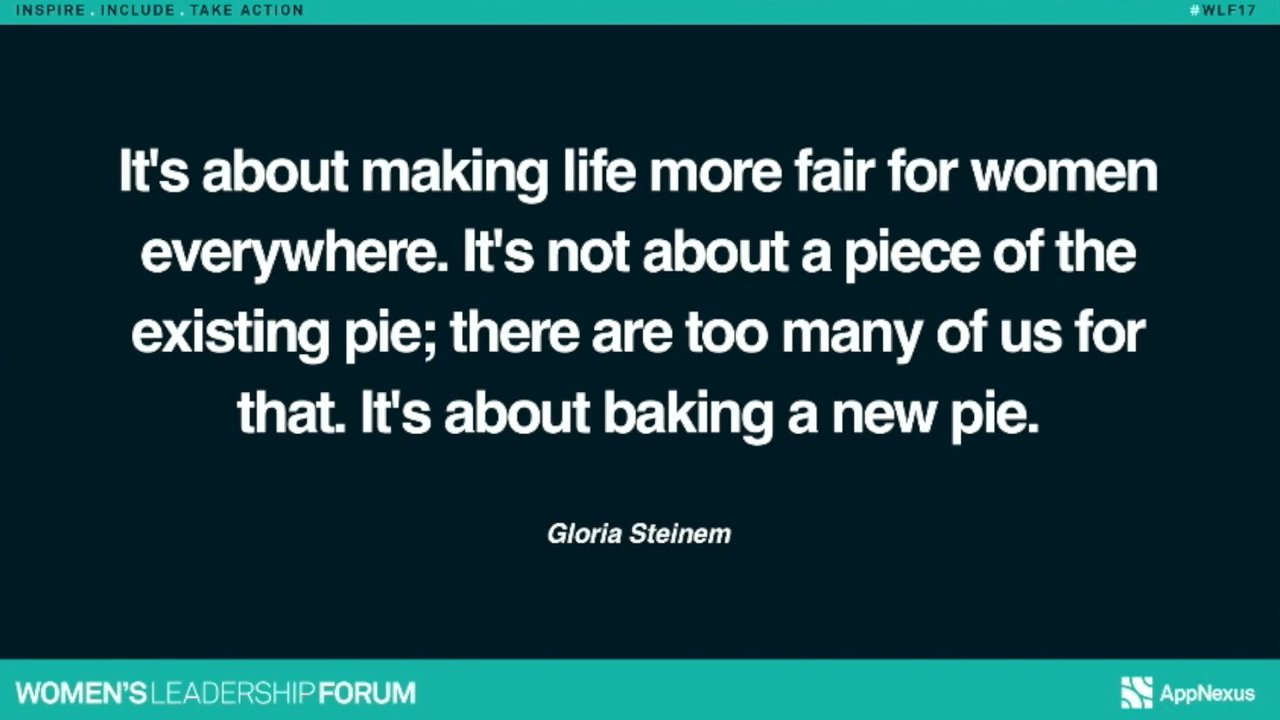 INSPIRE . INCLUDE . TAKE ACTION
#WLF17
It's about making life more fair for women
everywhere. It's not about a piece of the
existing pie; there are too many of us for
that. It's about baking a new pie.
Gloria Steinem
WOMEN'S LEADERSHIP FORUM
AppNexus